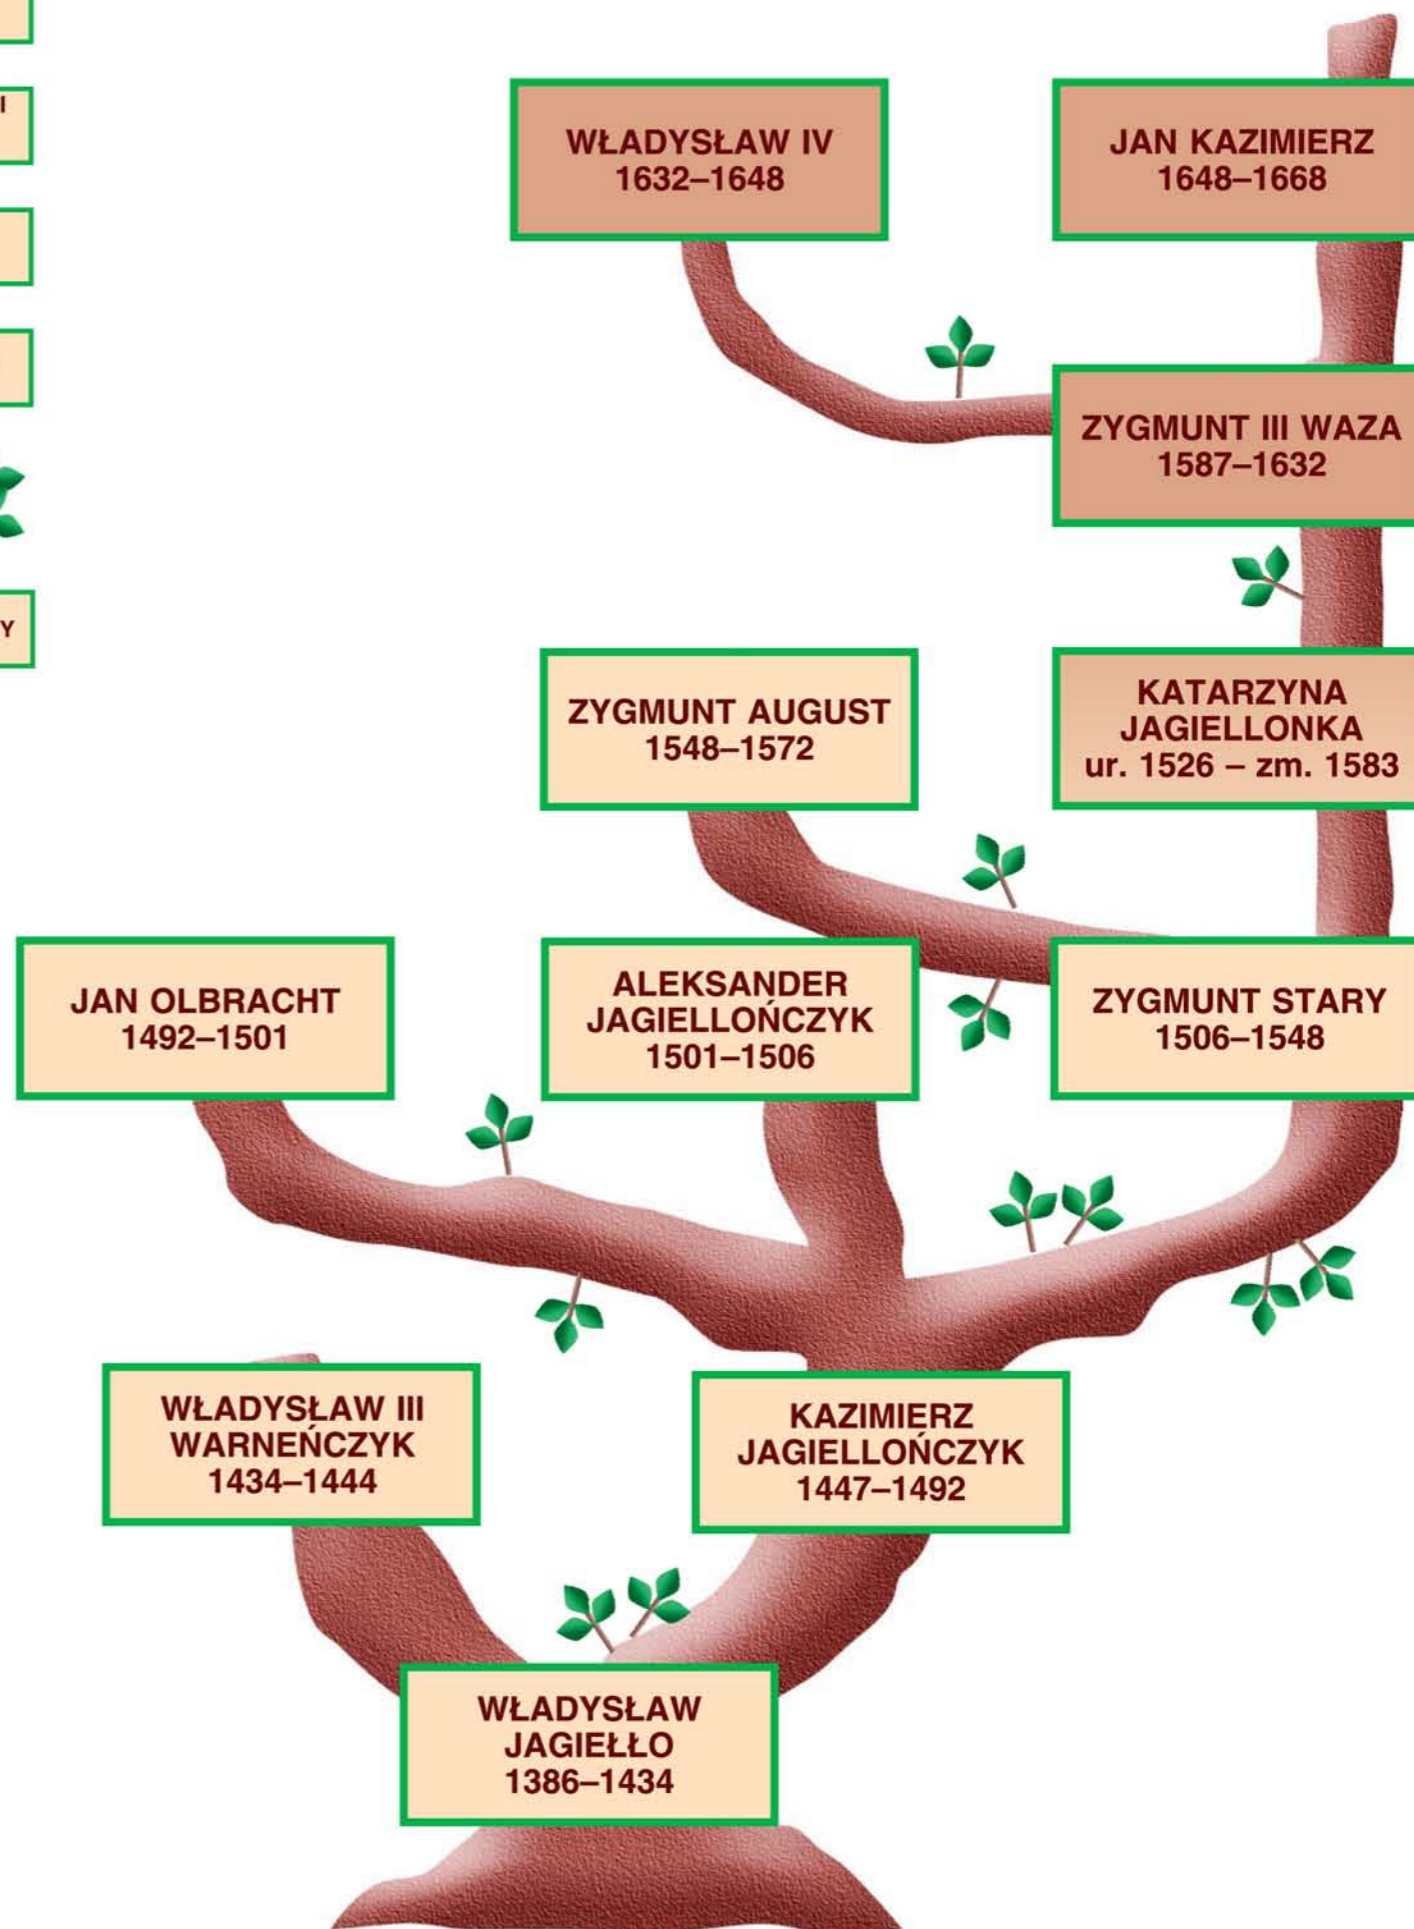 I
WŁADYSŁAW IV
1632–1648
JAN KAZIMIERZ
1648–1668
ZYGMUNT III WAZA
1587–1632
Y
ZYGMUNT AUGUST
1548–1572
KATARZYNA
JAGIELLONKA
ur. 1526 – zm. 1583
JAN OLBRACHT
1492–1501
ALEKSANDER
JAGIELLOŃCZYK
1501–1506
ZYGMUNT STARY
1506–1548
WŁADYSŁAW III
WARNEŃCZYK
1434–1444
KAZIMIERZ
JAGIELLOŃCZYK
1447–1492
WŁADYSŁAW
JAGIEŁŁO
1386–1434